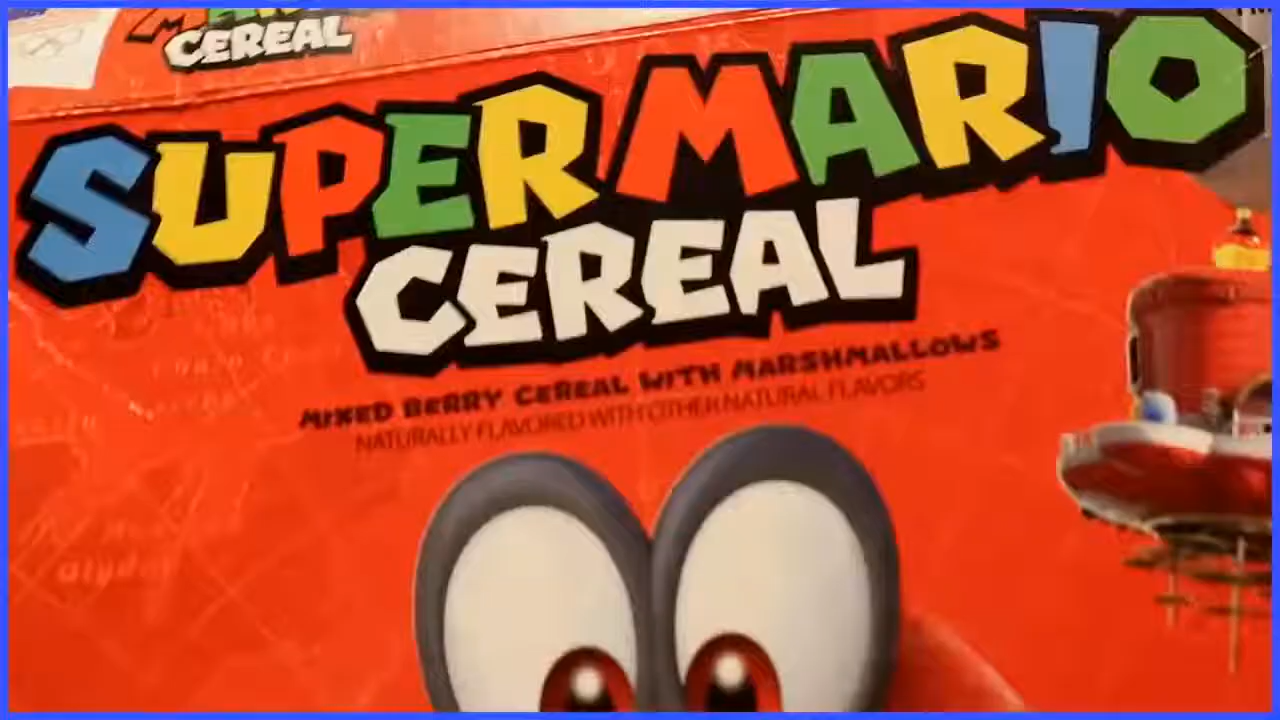 CEREAL
SUPER MARIO
CEREAL
MIXED BERRY CEREAL WITH MARSHMALLOWS
NATURALLY FLAVORED WITH OTHER NATURAL FLAVORS